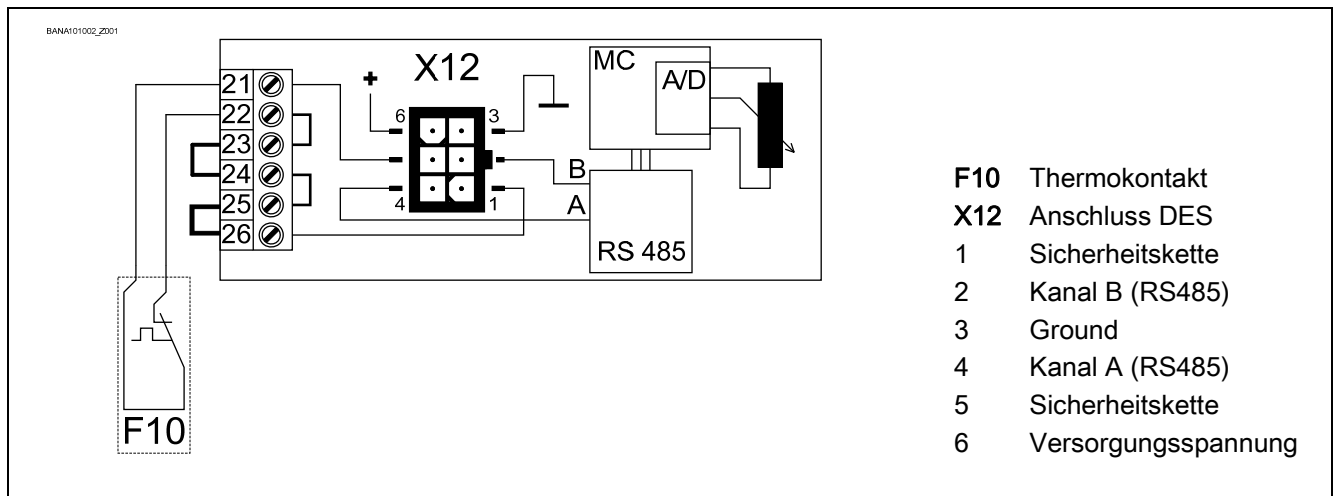 BANA101002_Z001
X12
MC
A/D
+
6
3
4
1
21
22
23
24
25
26
B
A
RS 485
F10
F10 Thermokontakt
X12 Anschluss DES
1 Sicherheitskette
2 Kanal B (RS485)
3 Ground
4 Kanal A (RS485)
5 Sicherheitskette
6 Versorgungsspannung